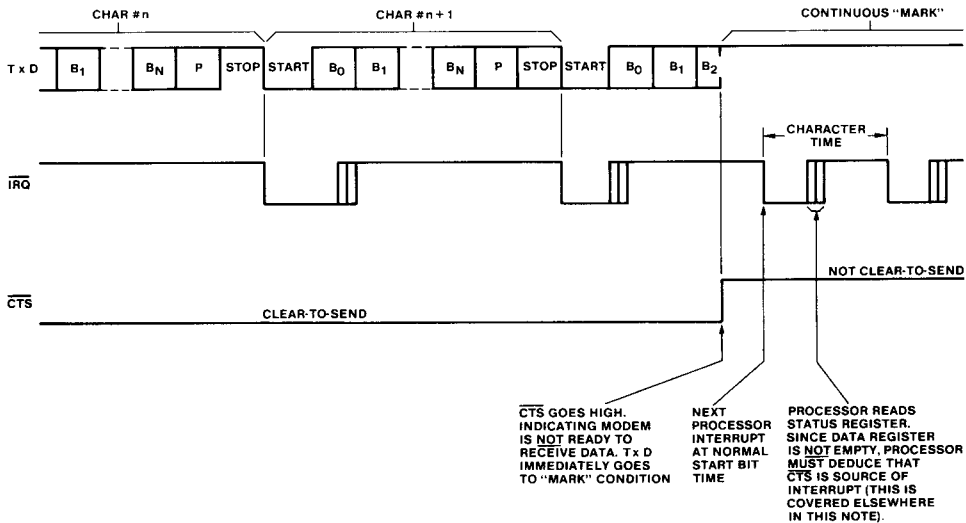 CHAR #n
CHAR #n + 1
CONTINUOUS "MARK"
T x D B1 BN P STOP START B0 B1 BN P STOP START B0 B1 B2
CHARACTER
TIME
IRQ
NOT CLEAR-TO-SEND
CTS
CLEAR-TO-SEND
CTS GOES HIGH.
INDICATING MODEM
IS NOT READY TO
RECEIVE DATA. T x D
IMMEDIATELY GOES
TO "MARK" CONDITION
NEXT
PROCESSOR
INTERRUPT
AT NORMAL
START BIT
TIME
PROCESSOR READS
STATUS REGISTER.
SINCE DATA REGISTER
IS NOT EMPTY, PROCESSOR
MUST DEDUCE THAT
CTS IS SOURCE OF
INTERRUPT (THIS IS
COVERED ELSEWHERE
IN THIS NOTE).